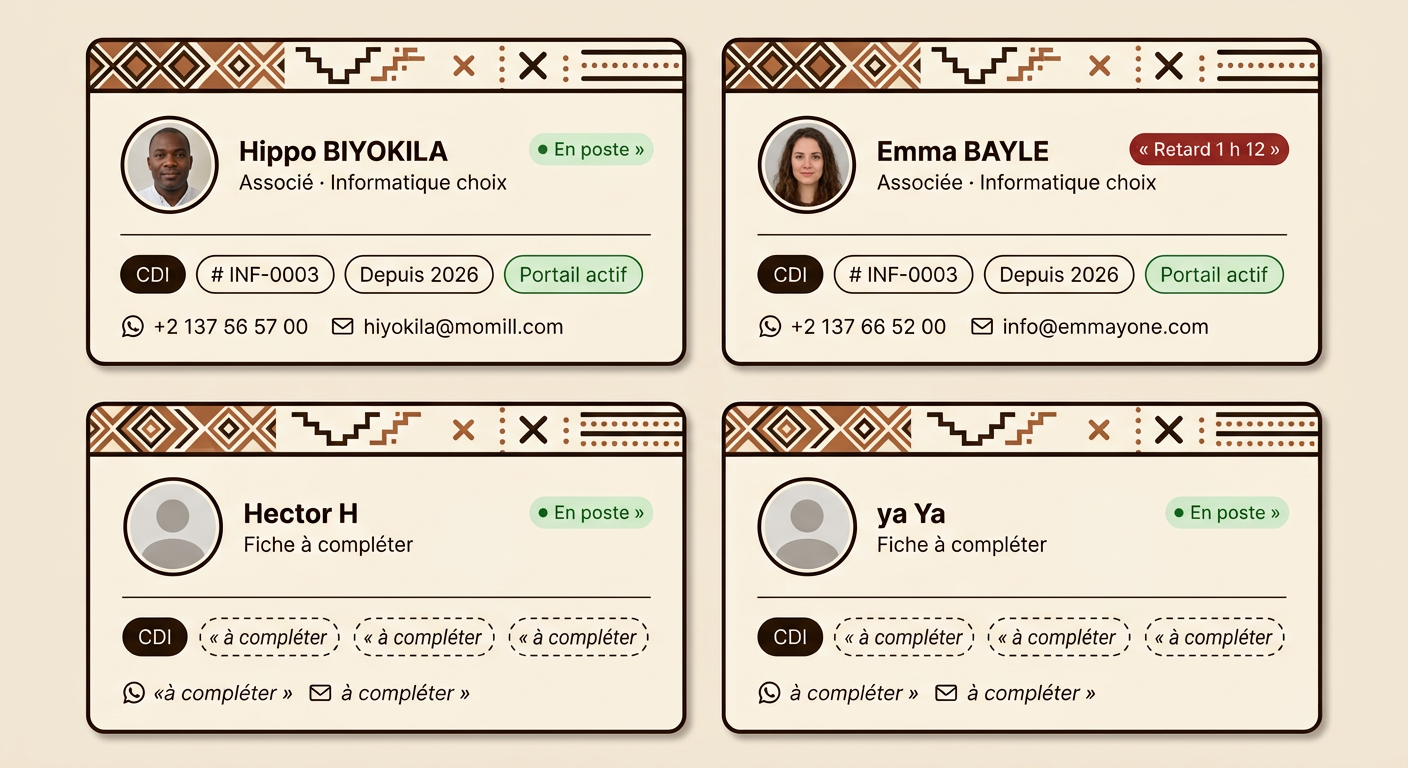 Hippo BIYOKILA
En poste »
Associé · Informatique choix
CDI
# INF-0003
Depuis 2026
Portail actif
+2 137 56 57 00
hiyokila@momill.com
Emma BAYLE
« Retard 1 h 12 »
Associée · Informatique choix
CDI
# INF-0003
Depuis 2026
Portail actif
+2 137 66 52 00
info@emmayone.com
Hector H
En poste »
Fiche à compléter
CDI
« à compléter
« à compléter
« à compléter
«à compléter »
à compléter »
ya Ya
En poste »
Fiche à compléter
CDI
« à compléter
« à compléter
« à compléter
à compléter »
à compléter »